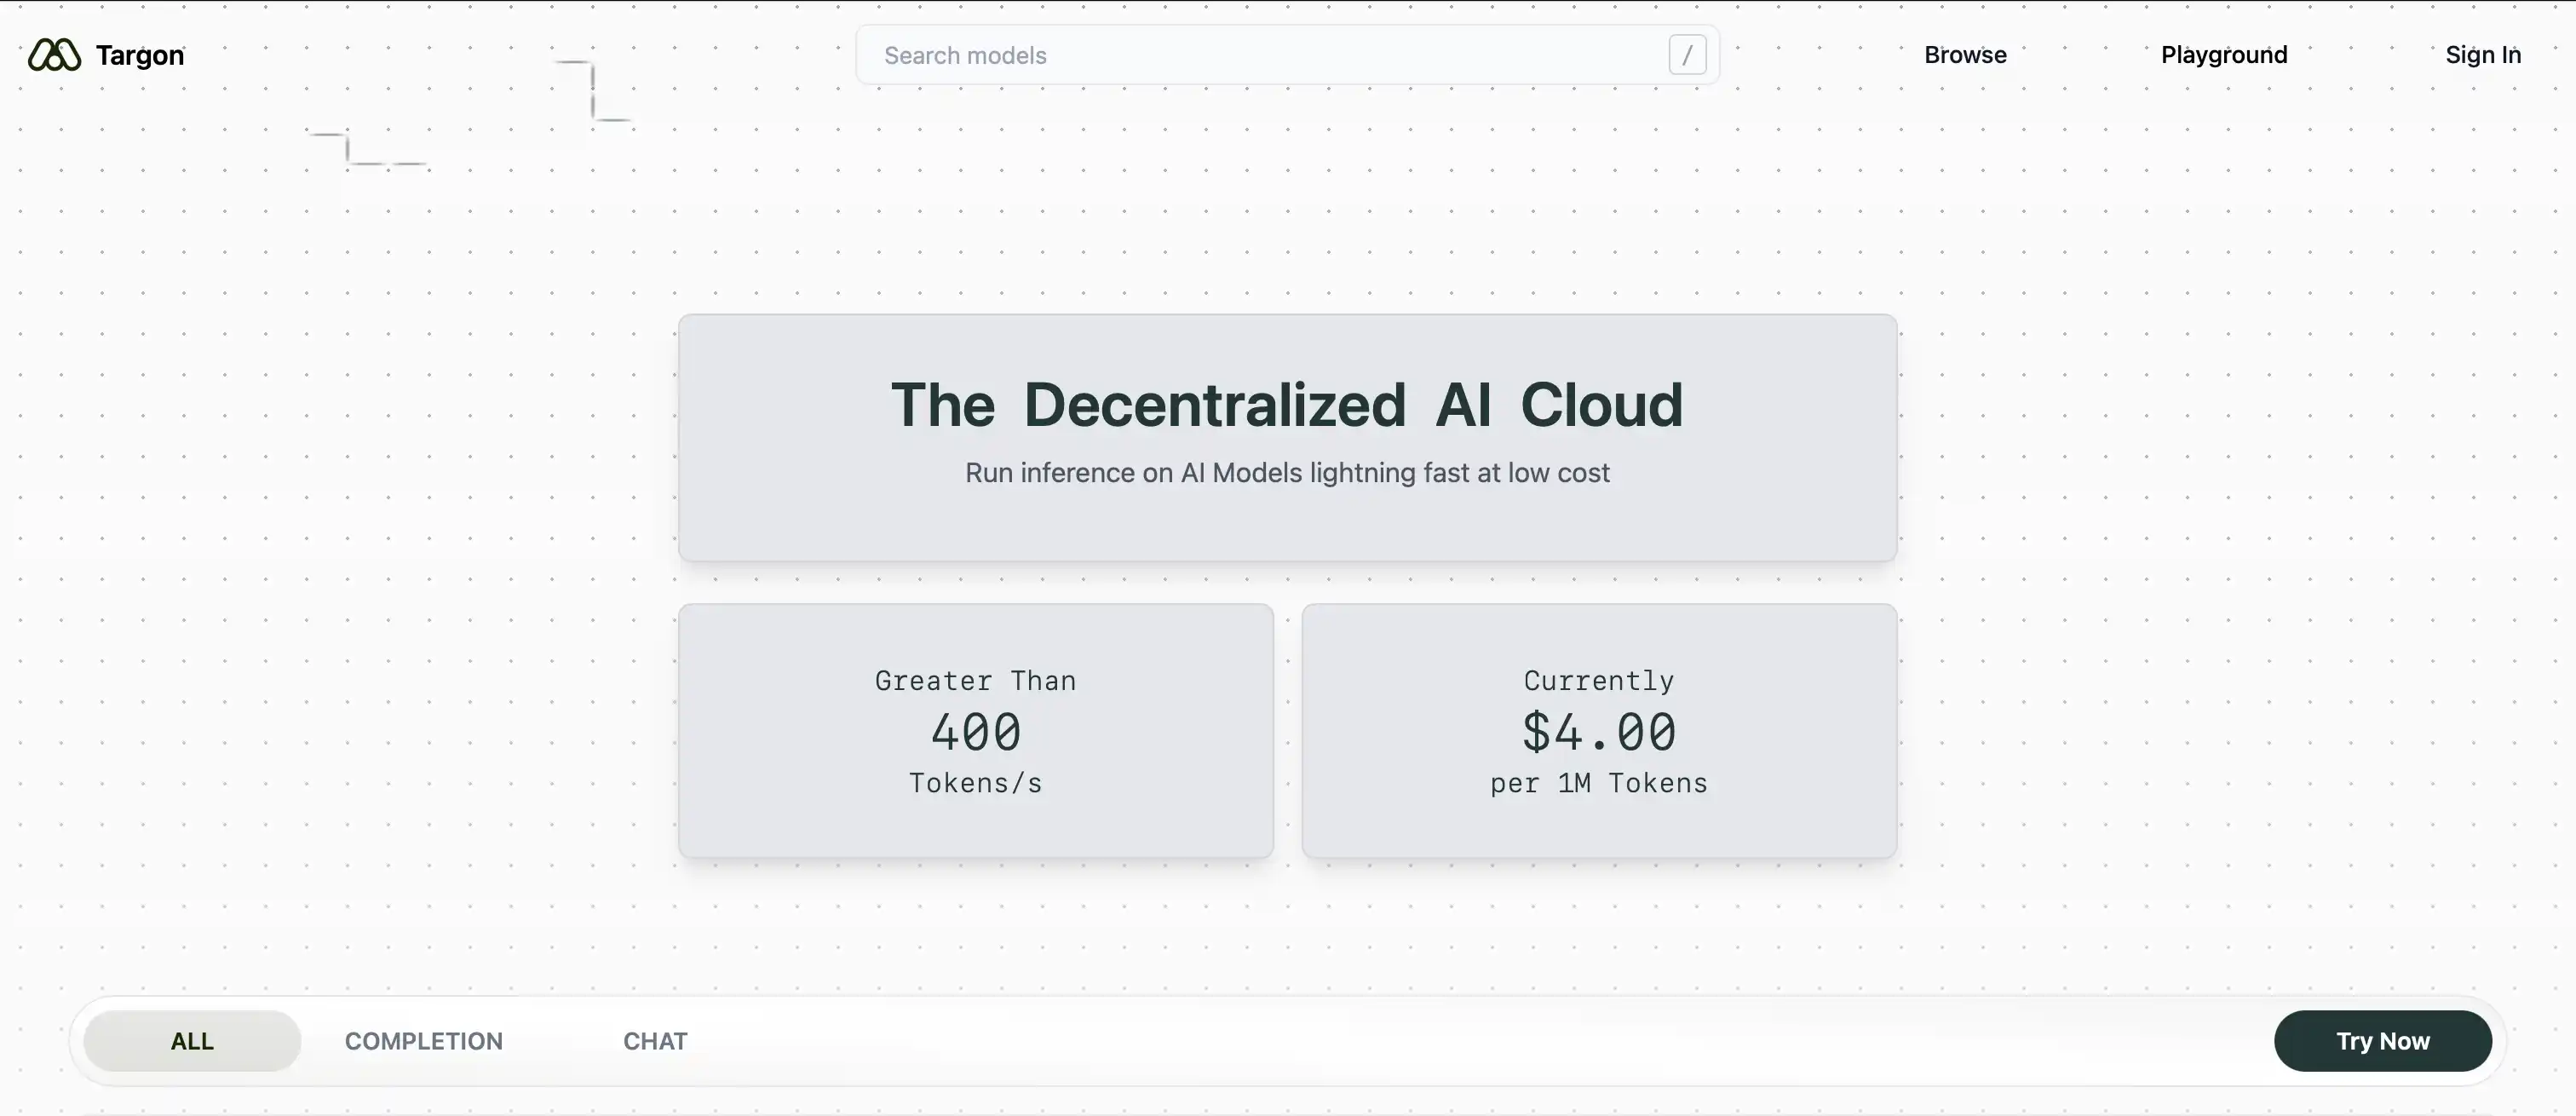 Targon
Search models
/
Browse
Playground
Sign In
The Decentralized AI Cloud
Run inference on AI Models lightning fast at low cost
Greater Than
400
Tokens/s
Currently
$4.00
per 1M Tokens
ALL
COMPLETION
CHAT
Try Now